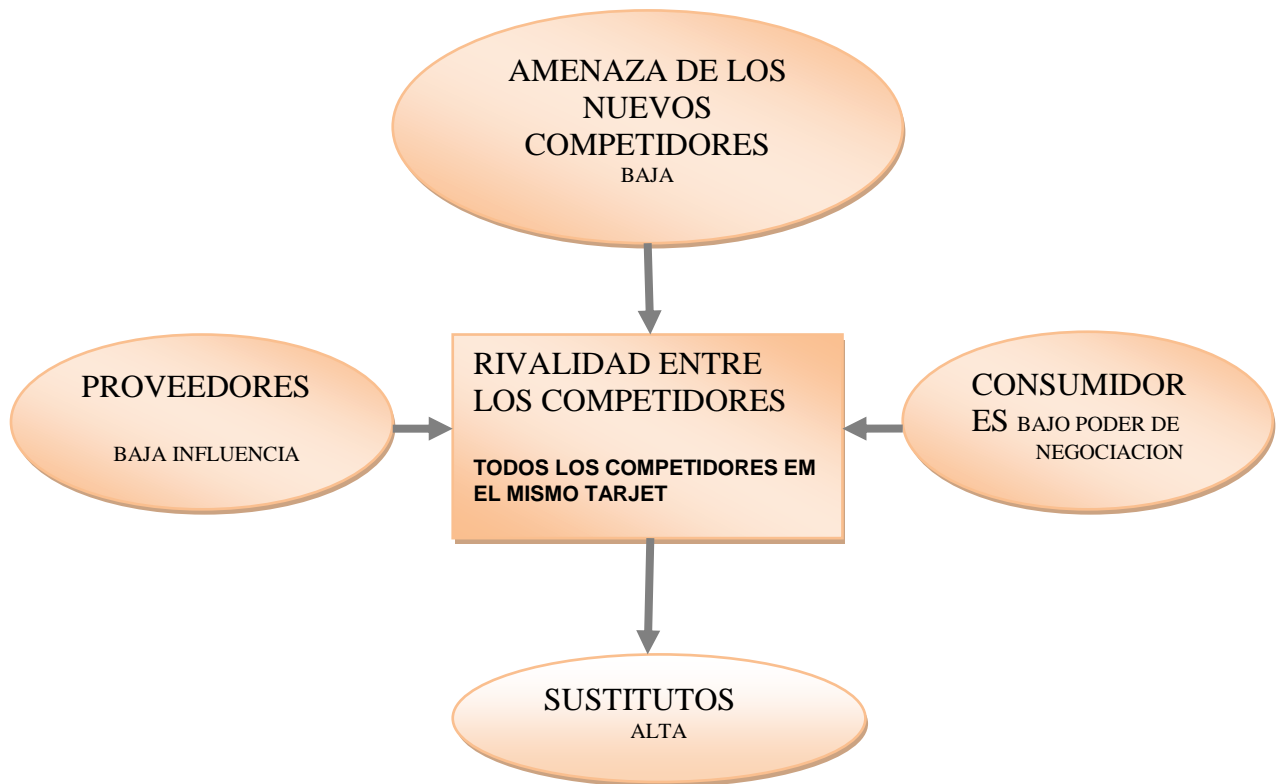 AMENAZA DE LOS
NUEVOS
COMPETIDORES
BAJA
PROVEEDORES
BAJA INFLUENCIA
RIVALIDAD ENTRE
LOS COMPETIDORES
TODOS LOS COMPETIDORES EM
EL MISMO TARJET
CONSUMIDOR
ES BAJO PODER DE
NEGOCIACION
SUSTITUTOS
ALTA